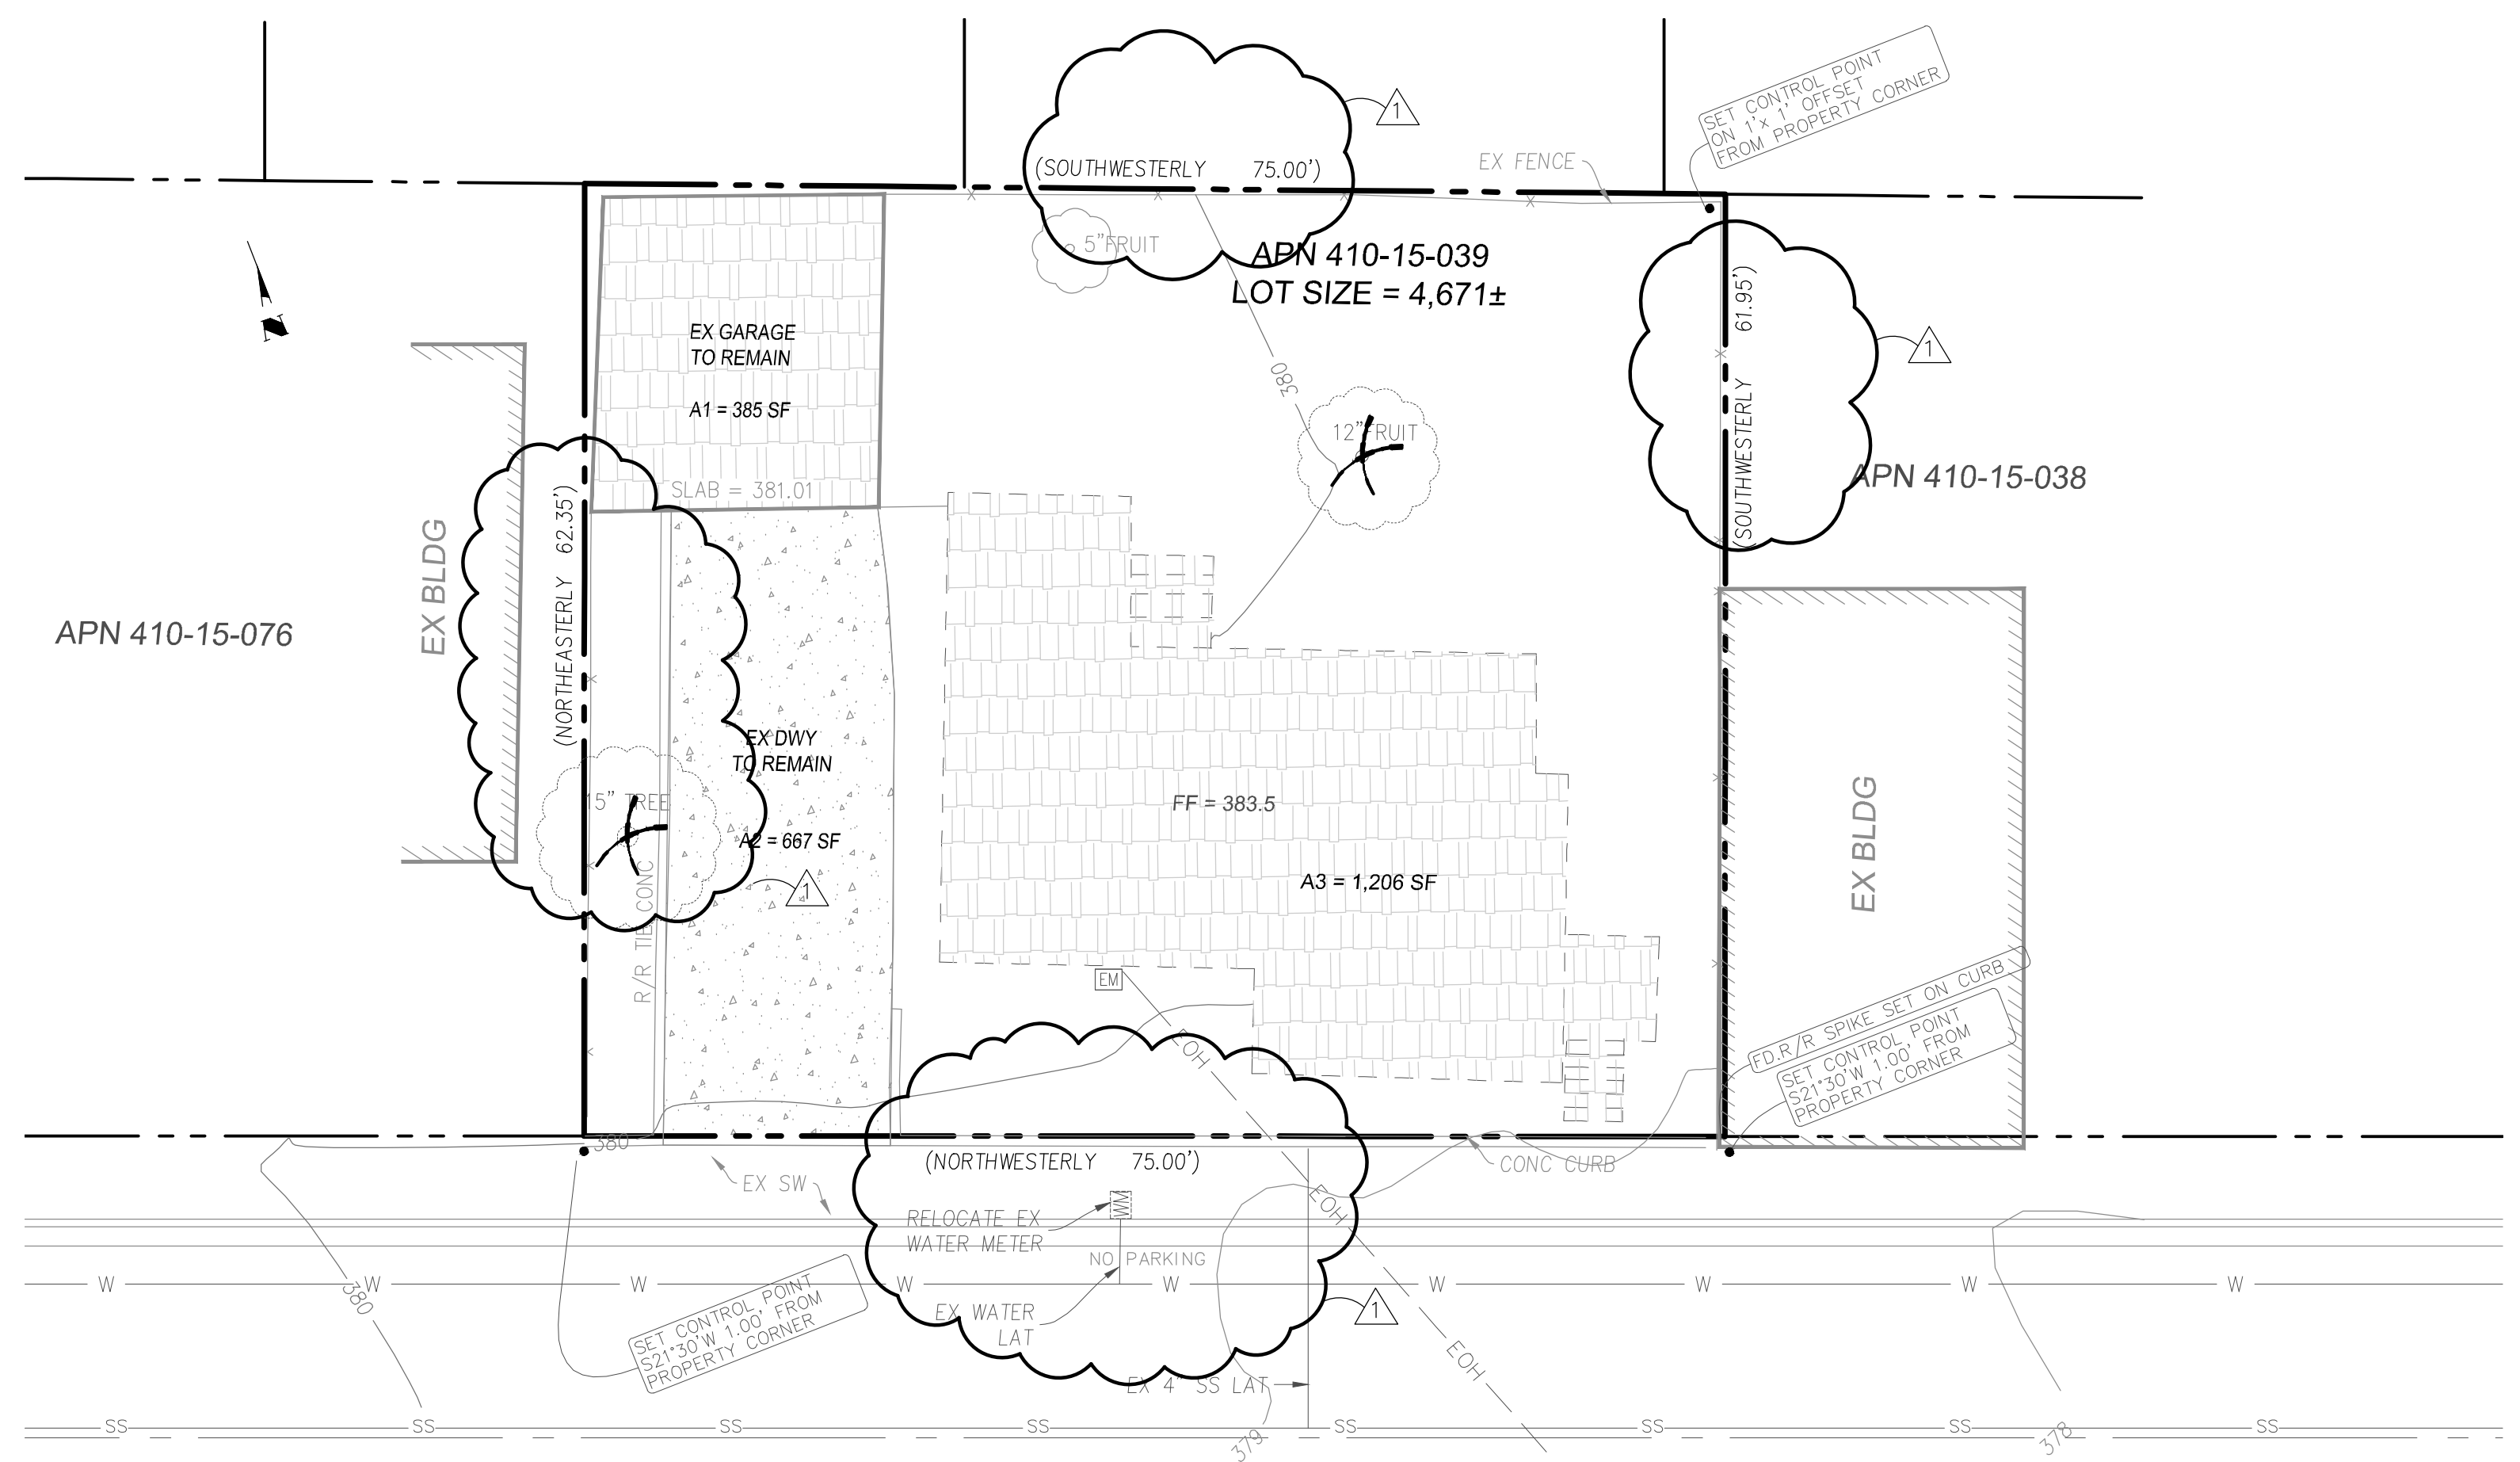 SET CONTROL POINT
ON 1'x 1' OFFSET
FROM PROPERTY CORNER
1
(SOUTHWESTERLY 75.00')
EX FENCE
5"FRUIT
APN 410-15-039
LOT SIZE = 4,671±
N
EX GARAGE
TO REMAIN
A1 = 385 SF
SLAB = 381.01
380
12"FRUIT
(SOUTHWESTERLY 61.95')
1
APN 410-15-038
(NORTHEASTERLY 62.35')
EX BLDG
APN 410-15-076
EX DWY
TO REMAIN
15" TREE
A2 = 667 SF
1
R/R TIE
CONC
FF = 383.5
A3 = 1,206 SF
EX BLDG
EM
EOH
FD.R/R SPIKE SET ON CURB
SET CONTROL POINT
S21°30'W 1.00' FROM
PROPERTY CORNER
380
(NORTHWESTERLY 75.00')
CONC CURB
EX SW
EOH
WM
RELOCATE EX
WATER METER
NO PARKING
W W W W W W W W W
380
EX WATER
LAT
1
SET CONTROL POINT
S21°30'W 1.00' FROM
PROPERTY CORNER
EOH
EX 4" SS LAT
SS SS SS SS SS SS SS SS
379
378